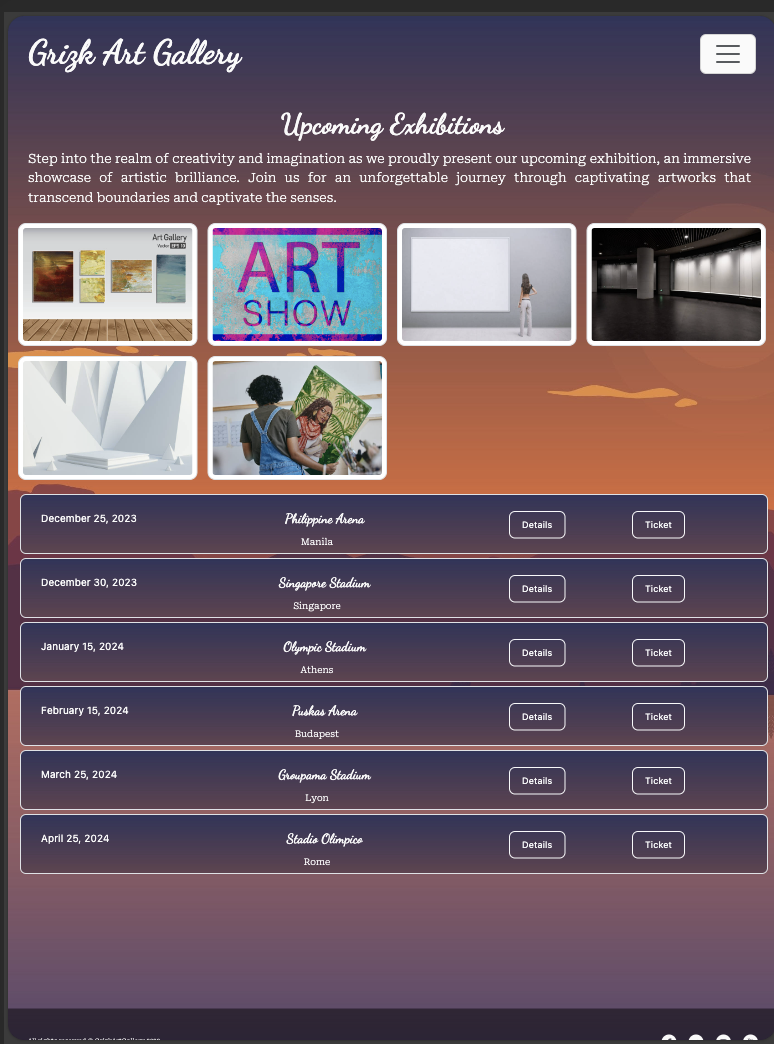 Grizk Art Gallery
Upcoming Exhibitions
Step into the realm of creativity and imagination as we proudly present our upcoming exhibition, an immersive
showcase of artistic brilliance. Join us for an unforgettable journey through captivating artworks that
transcend boundaries and captivate the senses.
Art Gallery
Vector EPS 10
ART
SHOW
December 25, 2023
Philippine Arena
Details
Ticket
Manila
December 30, 2023
Singapore Stadium
Details
Ticket
Singapore
January 15, 2024
Olympic Stadium
Details
Ticket
Athens
February 15, 2024
Puskas Arena
Details
Ticket
Budapest
March 25, 2024
Groupama Stadium
Details
Ticket
Lyon
April 25, 2024
Stadio Olimpico
Details
Ticket
Rome